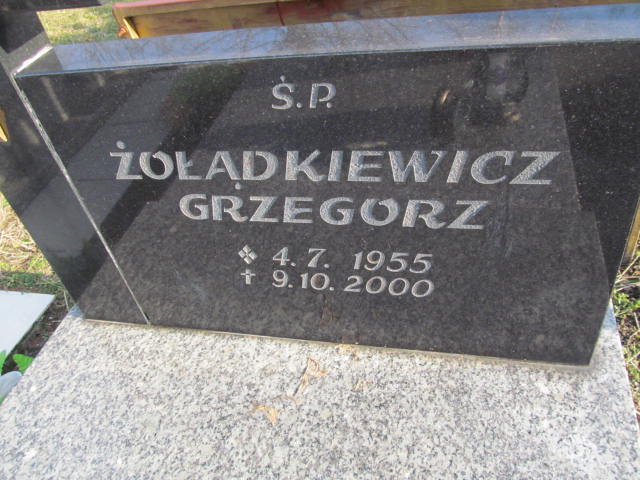 Ś.P.
ŻOŁĄDKIEWICZ
GRZEGORZ
4.7. 1955
✝ 9.10.2000